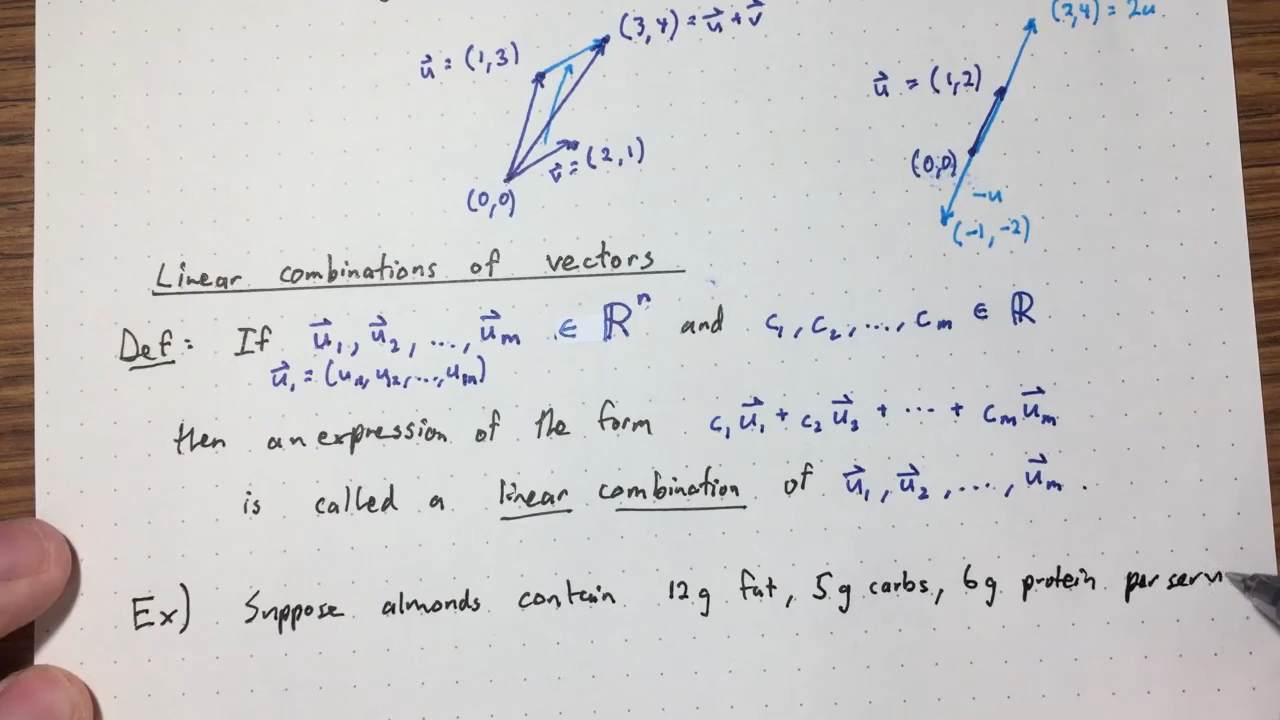 (3,4) = u⃗ + v⃗
u⃗ = (1,3)
v⃗ = (2,1)
(0,0)
(2,4) = 2u
u⃗ = (1,2)
(0,0)
-u
(-1,-2)
Linear combinations of vectors
Def: If u⃗₁, u⃗₂, ..., u⃗ₘ ∈ ℝⁿ and c₁, c₂, ..., cₘ ∈ ℝ
u⃗₁ = (u₁₁, u₁₂, ..., u₁ₙ)
then an expression of the form c₁u⃗₁ + c₂u⃗₂ + ... + cₘu⃗ₘ
is called a linear combination of u⃗₁, u⃗₂, ..., u⃗ₘ.
Ex) Suppose almonds contain 12g fat, 5g carbs, 6g protein per serv